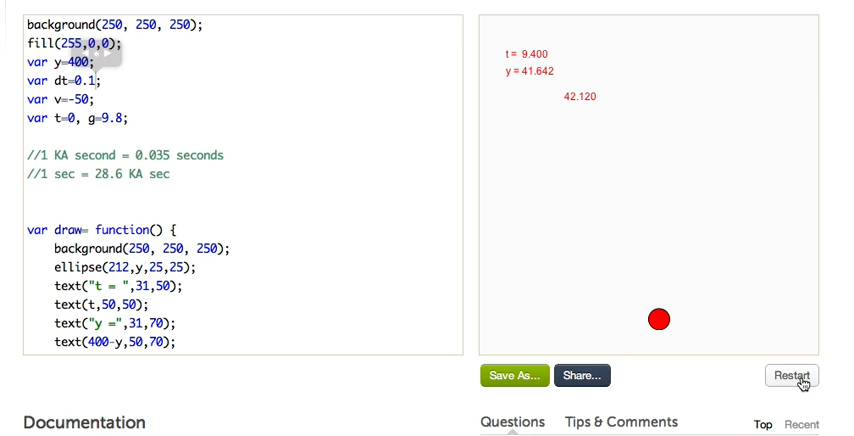 background(250, 250, 250);
fill(255,0,0);
var y=400;
var dt=0.1;
var v=-50;
var t=0, g=9.8;
//1 KA second = 0.035 seconds
//1 sec = 28.6 KA sec
var draw= function() {
background(250, 250, 250);
ellipse(212,y,25,25);
text("t = ",31,50);
text(t,50,50);
text("y =",31,70);
text(400-y,50,70);
t = 9.400
y = 41.642
42.120
Save As... Share... Restart
Documentation
Questions Tips & Comments Top Recent